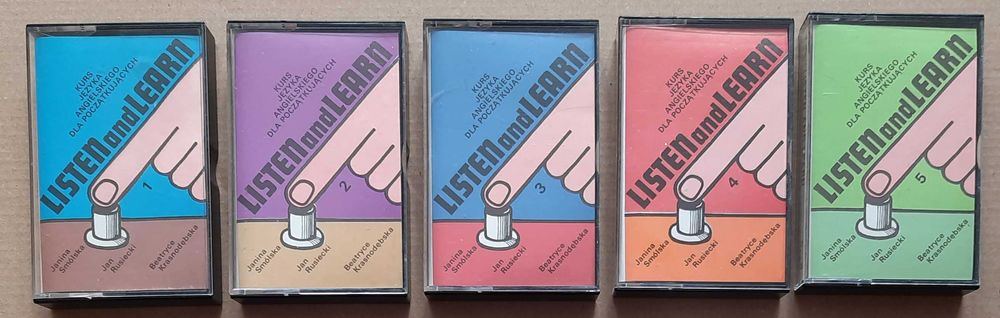 KURS
JĘZYKA
ANGIELSKIEGO
DLA POCZĄTKUJĄCYCH
LISTEN and LEARN
1
Janina
Smólska
Jan
Rusiecki
Beatryce
Krasnodębska
KURS
JĘZYKA
ANGIELSKIEGO
DLA POCZĄTKUJĄCYCH
LISTEN and LEARN
2
Janina
Smólska
Jan
Rusiecki
Beatryce
Krasnodębska
KURS
JĘZYKA
ANGIELSKIEGO
DLA POCZĄTKUJĄCYCH
LISTEN and LEARN
3
Janina
Smólska
Jan
Rusiecki
Beatryce
Krasnodębska
KURS
JĘZYKA
ANGIELSKIEGO
DLA POCZĄTKUJĄCYCH
LISTEN and LEARN
4
Janina
Smólska
Jan
Rusiecki
Beatryce
Krasnodębska
KURS
JĘZYKA
ANGIELSKIEGO
DLA POCZĄTKUJĄCYCH
LISTEN and LEARN
5
Janina
Smólska
Jan
Rusiecki
Beatryce
Krasnodębska